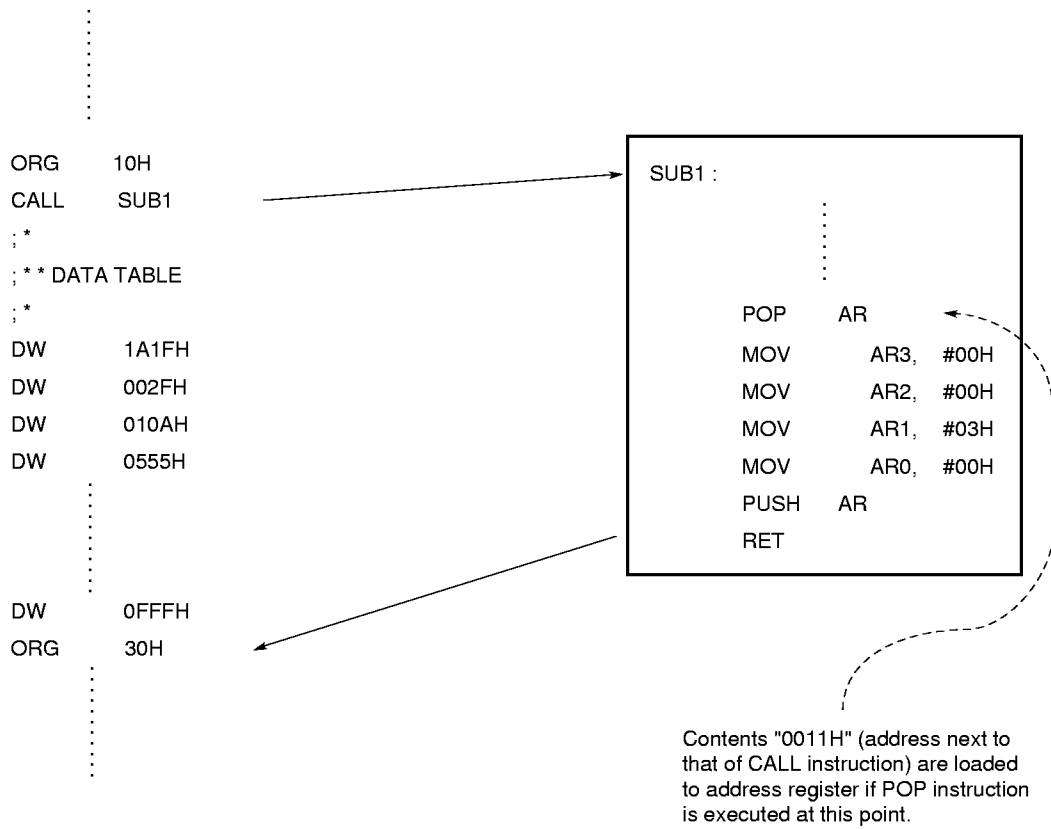 ORG 10H
CALL SUB1
; *
; * * DATA TABLE
; *
DW 1A1FH
DW 002FH
DW 010AH
DW 0555H
DW 0FFFH
ORG 30H
SUB1 :
POP AR
MOV AR3, #00H
MOV AR2, #00H
MOV AR1, #03H
MOV AR0, #00H
PUSH AR
RET
Contents "0011H" (address next to
that of CALL instruction) are loaded
to address register if POP instruction
is executed at this point.